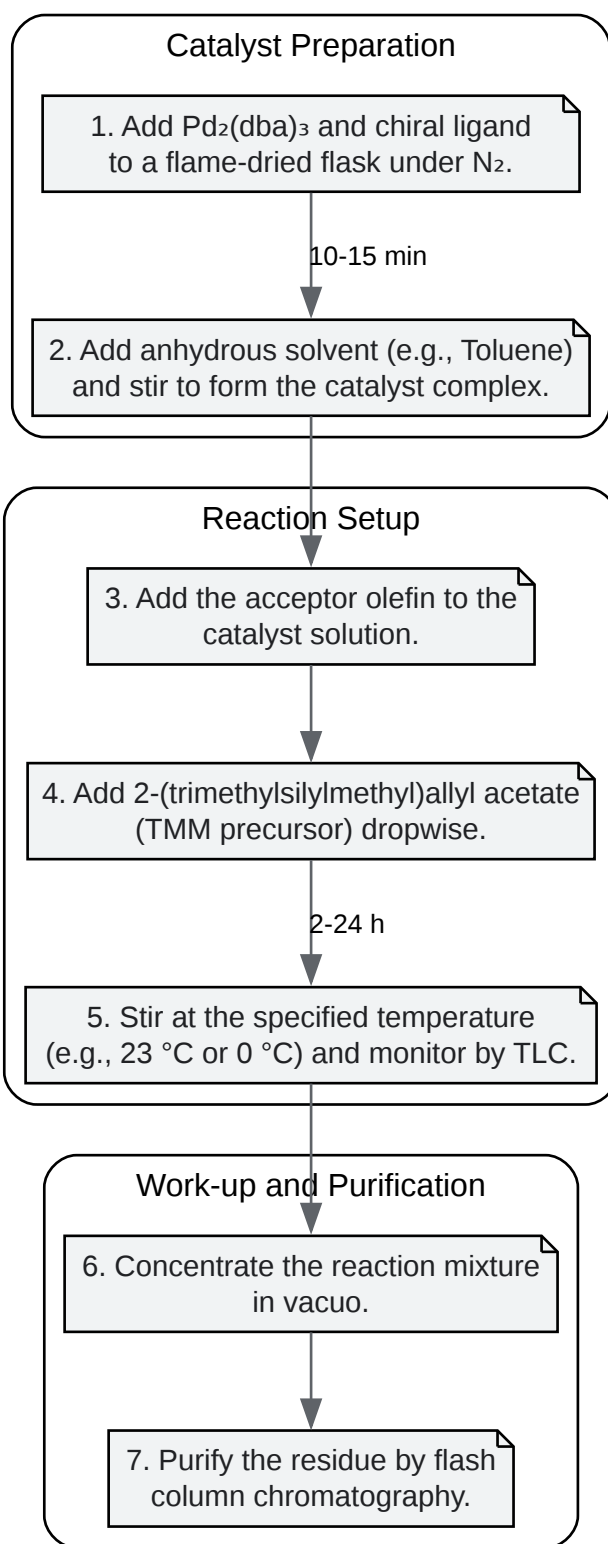 Catalyst Preparation
1. Add Pd₂(dba)₃ and chiral ligand
to a flame-dried flask under N₂.
10-15 min
2. Add anhydrous solvent (e.g., Toluene)
and stir to form the catalyst complex.
Reaction Setup
3. Add the acceptor olefin to the
catalyst solution.
4. Add 2-(trimethylsilylmethyl)allyl acetate
(TMM precursor) dropwise.
2-24 h
5. Stir at the specified temperature
(e.g., 23 °C or 0 °C) and monitor by TLC.
Work-up and Purification
6. Concentrate the reaction mixture
in vacuo.
7. Purify the residue by flash
column chromatography.